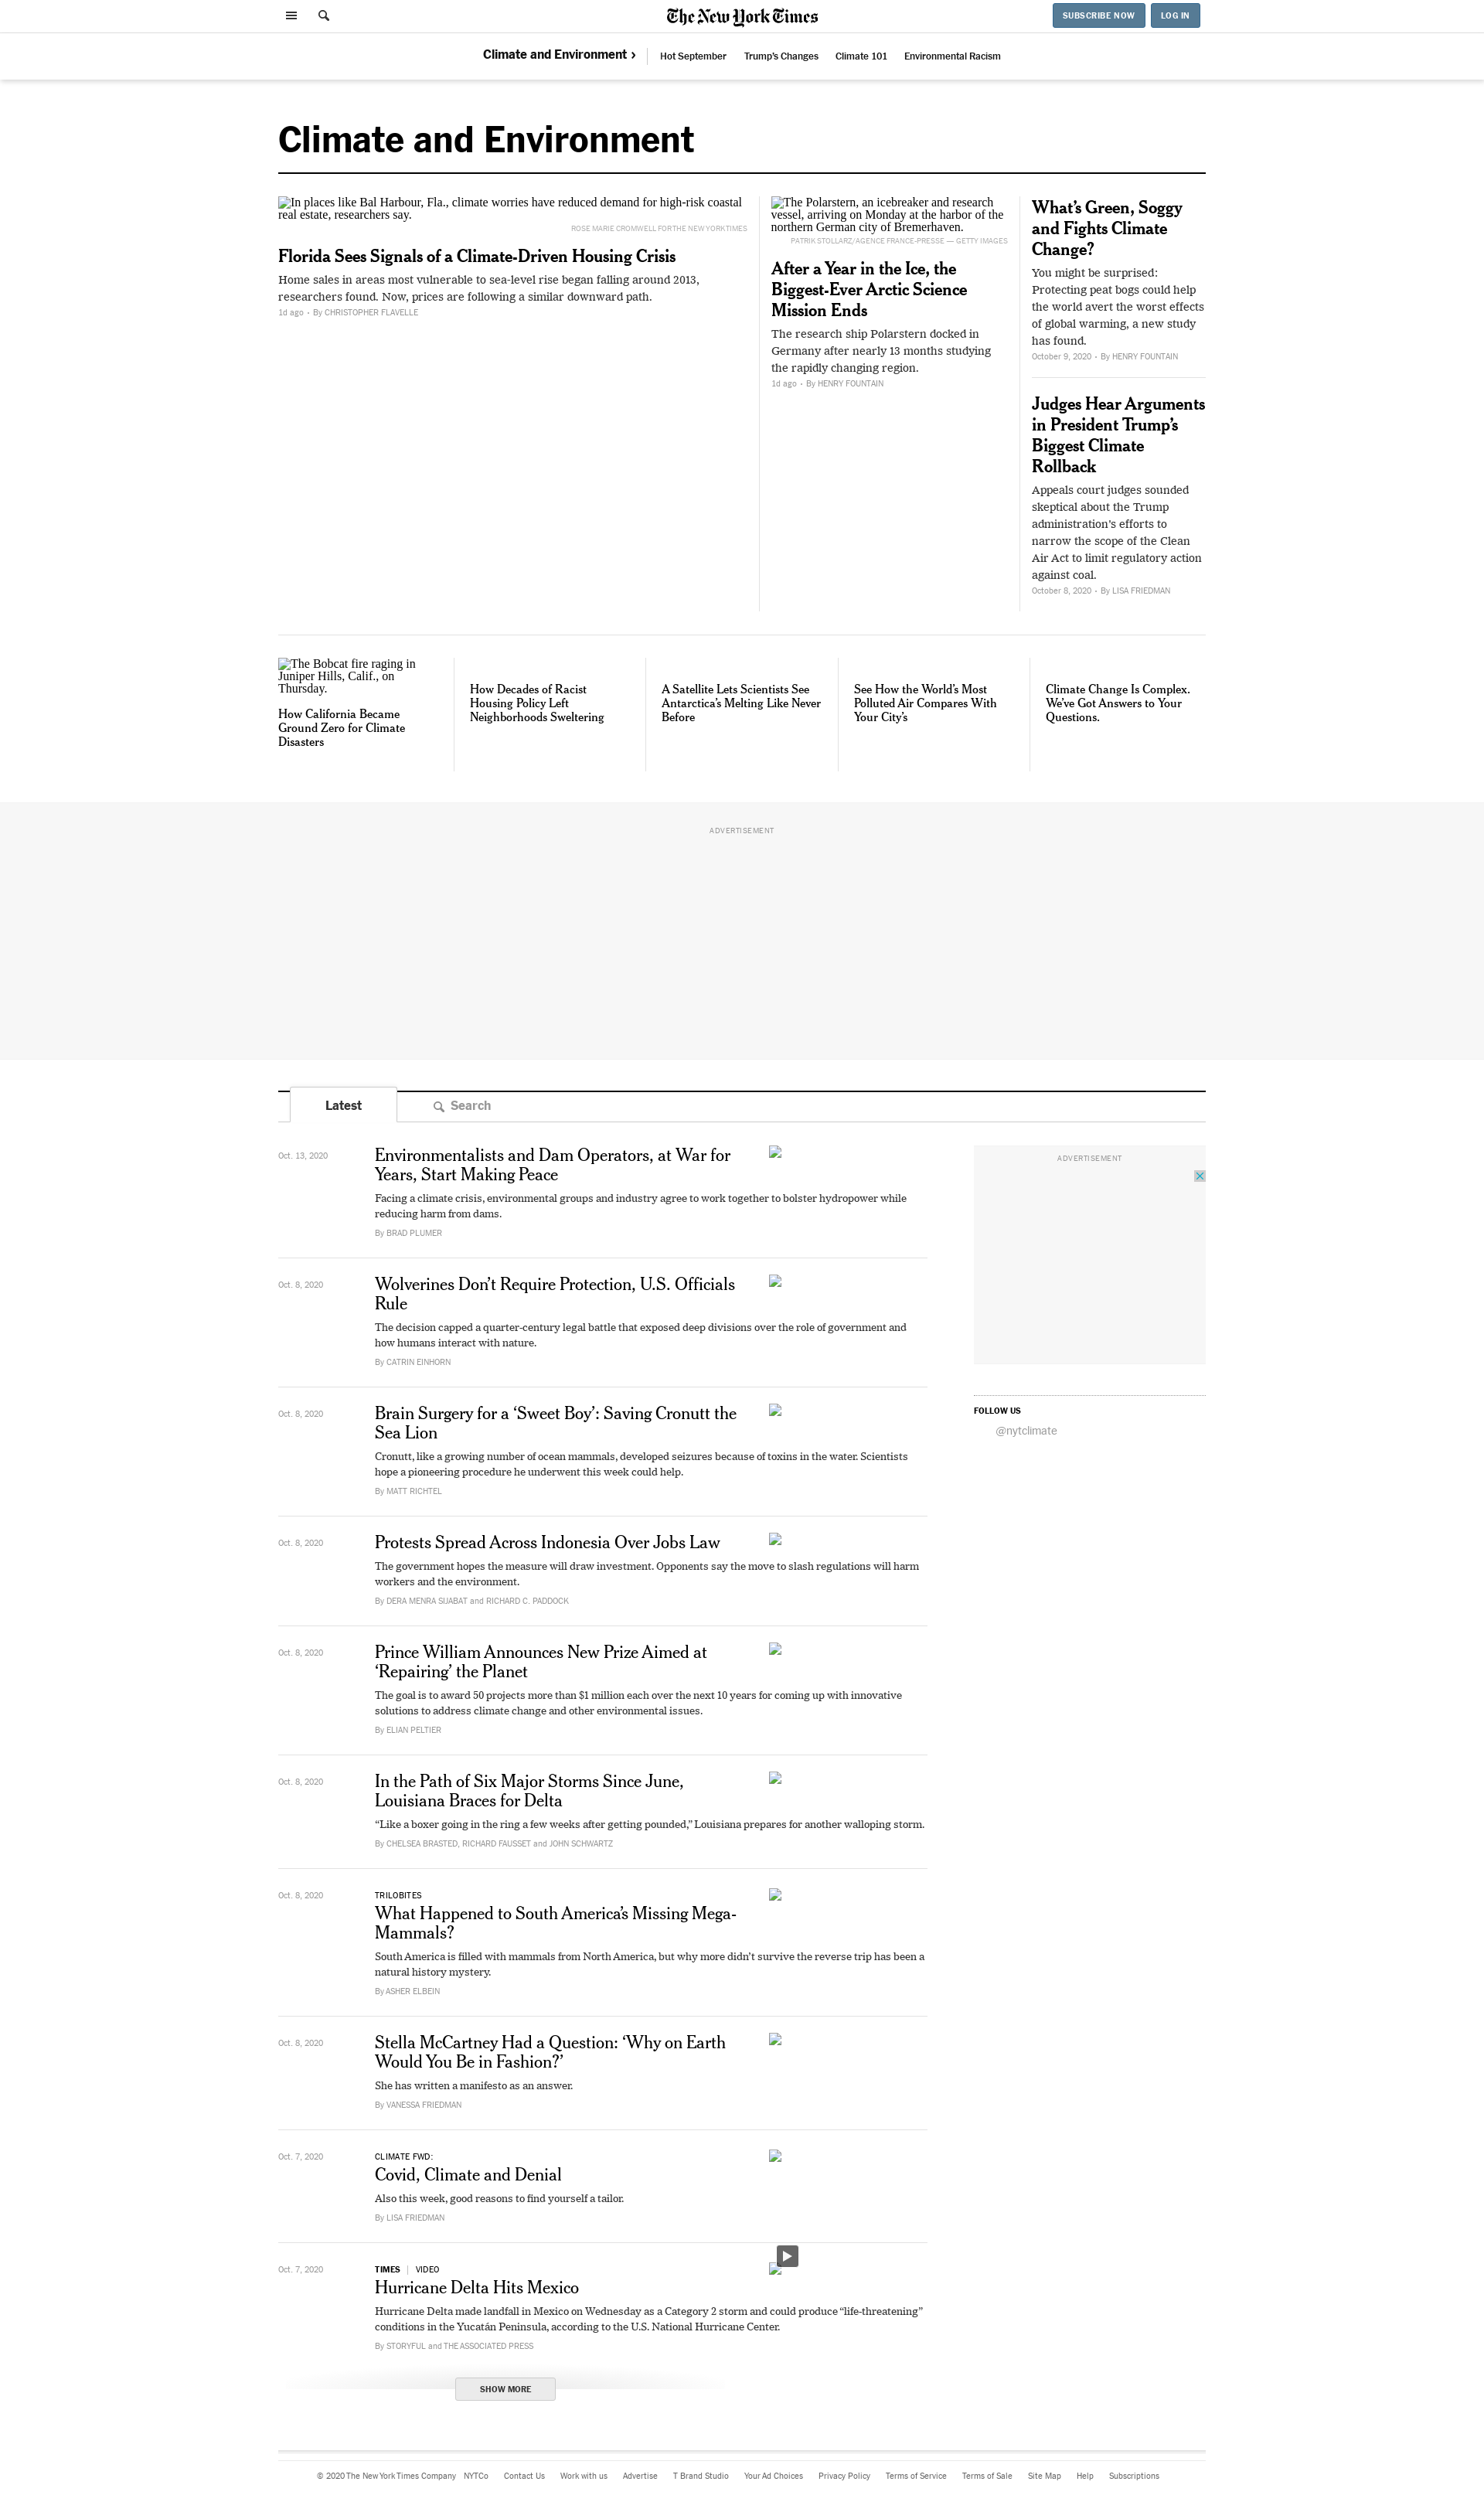 The New York Times
SUBSCRIBE NOW
LOG IN
Climate and Environment ›
Hot September
Trump's Changes
Climate 101
Environmental Racism
Climate and Environment
In places like Bal Harbour, Fla., climate worries have reduced demand for high-risk coastal
real estate, researchers say.
ROSE MARIE CROMWELL FOR THE NEW YORK TIMES
Florida Sees Signals of a Climate-Driven Housing Crisis
Home sales in areas most vulnerable to sea-level rise began falling around 2013,
researchers found. Now, prices are following a similar downward path.
1d ago • By CHRISTOPHER FLAVELLE
The Polarstern, an icebreaker and research
vessel, arriving on Monday at the harbor of the
northern German city of Bremerhaven.
PATRIK STOLLARZ/AGENCE FRANCE-PRESSE — GETTY IMAGES
After a Year in the Ice, the
Biggest-Ever Arctic Science
Mission Ends
The research ship Polarstern docked in
Germany after nearly 13 months studying
the rapidly changing region.
1d ago • By HENRY FOUNTAIN
What’s Green, Soggy
and Fights Climate
Change?
You might be surprised:
Protecting peat bogs could help
the world avert the worst effects
of global warming, a new study
has found.
October 9, 2020 • By HENRY FOUNTAIN
Judges Hear Arguments
in President Trump’s
Biggest Climate
Rollback
Appeals court judges sounded
skeptical about the Trump
administration’s efforts to
narrow the scope of the Clean
Air Act to limit regulatory action
against coal.
October 8, 2020 • By LISA FRIEDMAN
The Bobcat fire raging in
Juniper Hills, Calif., on
Thursday.
How California Became
Ground Zero for Climate
Disasters
How Decades of Racist
Housing Policy Left
Neighborhoods Sweltering
A Satellite Lets Scientists See
Antarctica’s Melting Like Never
Before
See How the World’s Most
Polluted Air Compares With
Your City’s
Climate Change Is Complex.
We’ve Got Answers to Your
Questions.
ADVERTISEMENT
Latest
Search
Oct. 13, 2020
Environmentalists and Dam Operators, at War for
Years, Start Making Peace
Facing a climate crisis, environmental groups and industry agree to work together to bolster hydropower while
reducing harm from dams.
By BRAD PLUMER
ADVERTISEMENT
Oct. 8, 2020
Wolverines Don’t Require Protection, U.S. Officials
Rule
The decision capped a quarter-century legal battle that exposed deep divisions over the role of government and
how humans interact with nature.
By CATRIN EINHORN
FOLLOW US
@nytclimate
Oct. 8, 2020
Brain Surgery for a ‘Sweet Boy’: Saving Cronutt the
Sea Lion
Cronutt, like a growing number of ocean mammals, developed seizures because of toxins in the water. Scientists
hope a pioneering procedure he underwent this week could help.
By MATT RICHTEL
Oct. 8, 2020
Protests Spread Across Indonesia Over Jobs Law
The government hopes the measure will draw investment. Opponents say the move to slash regulations will harm
workers and the environment.
By DERA MENRA SIJABAT and RICHARD C. PADDOCK
Oct. 8, 2020
Prince William Announces New Prize Aimed at
‘Repairing’ the Planet
The goal is to award 50 projects more than $1 million each over the next 10 years for coming up with innovative
solutions to address climate change and other environmental issues.
By ELIAN PELTIER
Oct. 8, 2020
In the Path of Six Major Storms Since June,
Louisiana Braces for Delta
“Like a boxer going in the ring a few weeks after getting pounded,” Louisiana prepares for another walloping storm.
By CHELSEA BRASTED, RICHARD FAUSSET and JOHN SCHWARTZ
Oct. 8, 2020
TRILOBITES
What Happened to South America’s Missing Mega-
Mammals?
South America is filled with mammals from North America, but why more didn’t survive the reverse trip has been a
natural history mystery.
By ASHER ELBEIN
Oct. 8, 2020
Stella McCartney Had a Question: ‘Why on Earth
Would You Be in Fashion?’
She has written a manifesto as an answer.
By VANESSA FRIEDMAN
Oct. 7, 2020
CLIMATE FWD:
Covid, Climate and Denial
Also this week, good reasons to find yourself a tailor.
By LISA FRIEDMAN
Oct. 7, 2020
TIMES | VIDEO
Hurricane Delta Hits Mexico
Hurricane Delta made landfall in Mexico on Wednesday as a Category 2 storm and could produce “life-threatening”
conditions in the Yucatán Peninsula, according to the U.S. National Hurricane Center.
By STORYFUL and THE ASSOCIATED PRESS
SHOW MORE
© 2020 The New York Times Company
NYTCo
Contact Us
Work with us
Advertise
T Brand Studio
Your Ad Choices
Privacy Policy
Terms of Service
Terms of Sale
Site Map
Help
Subscriptions